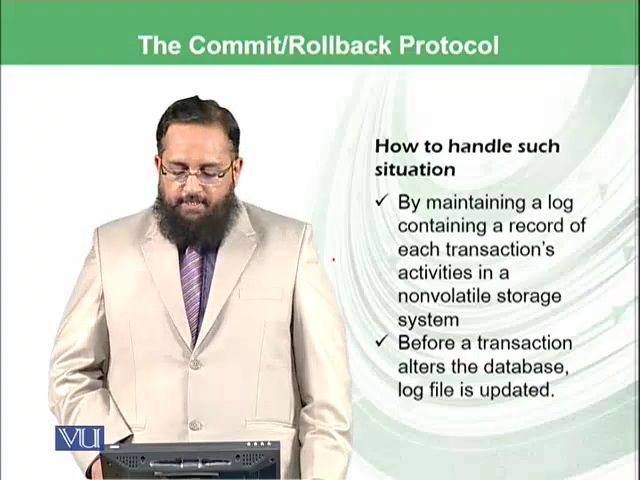 The Commit/Rollback Protocol
How to handle such
situation
✓ By maintaining a log
containing a record of
each transaction's
activities in a
nonvolatile storage
system
✓ Before a transaction
alters the database,
log file is updated.
VU